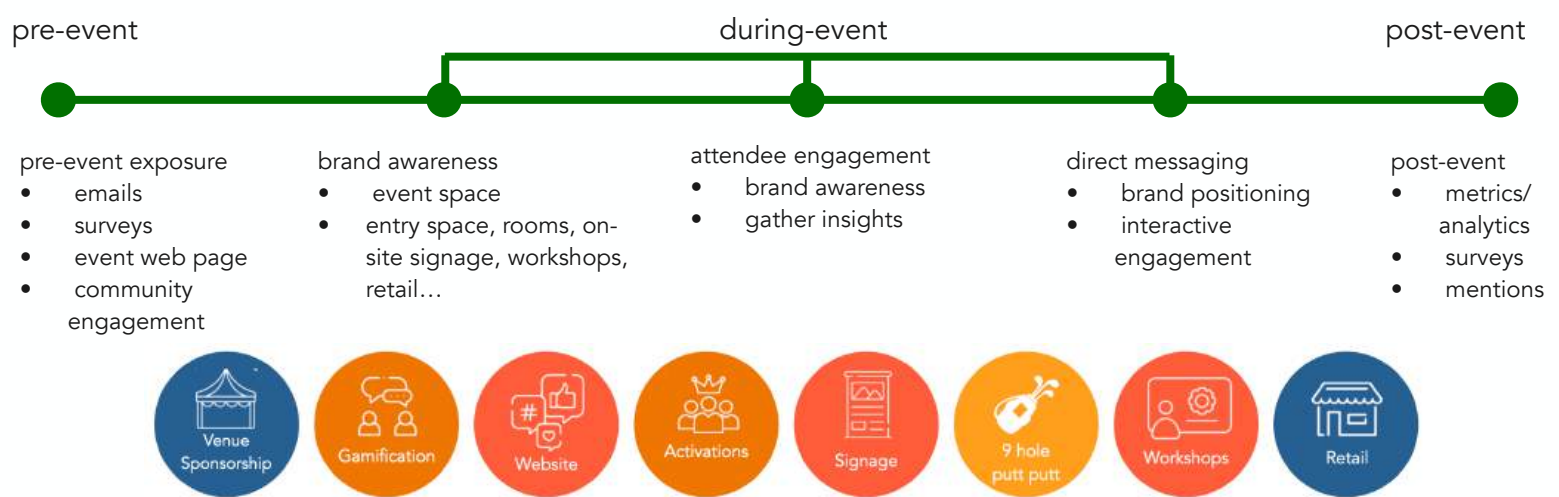 pre-event
during-event
post-event
pre-event exposure
• emails
• surveys
• event web page
• community
engagement
brand awareness
• event space
• entry space, rooms, on-
site signage, workshops,
retail...
attendee engagement
• brand awareness
• gather insights
direct messaging
• brand positioning
• interactive
engagement
post-event
• metrics/
analytics
• surveys
• mentions
Venue
Sponsorship
Gamification
#
Website
Activations
Signage
9 hole
putt putt
Workshops
Retail